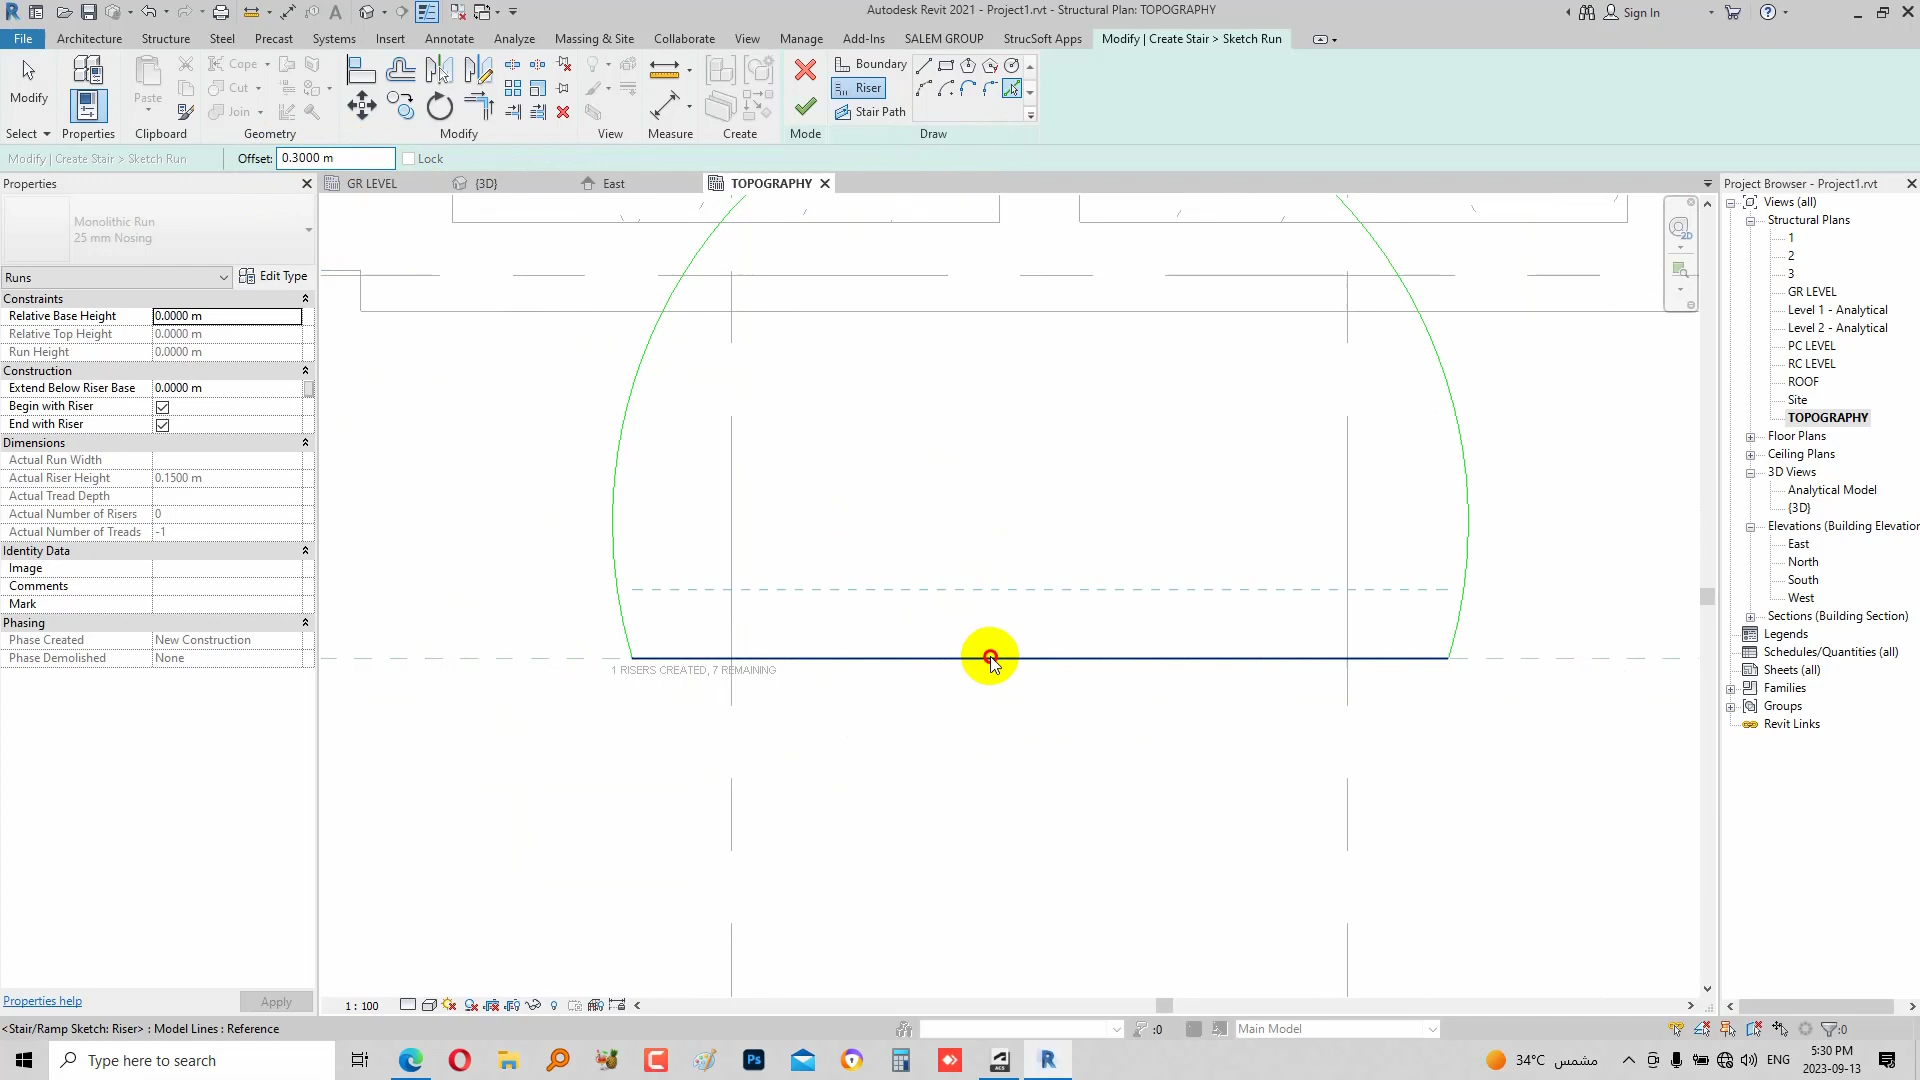 Autodesk Revit 2021 - Project1.rvt - Structural Plan: TOPOGRAPHY
Sign In
File Architecture Structure Steel Precast Systems Insert Annotate Analyze Massing & Site Collaborate View Manage Add-Ins SALEM GROUP StrucSoft Apps Modify | Create Stair > Sketch Run
Modify
Paste
Cope
Cut
Join
Boundary
Riser
Stair Path
Select Properties Clipboard Geometry Modify View Measure Create Mode Draw
Modify | Create Stair > Sketch Run Offset: 0.3000 m Lock
Properties
GR LEVEL {3D} East TOPOGRAPHY
Project Browser - Project1.rvt
Monolithic Run
25 mm Nosing
Runs Edit Type
Constraints
Relative Base Height 0.0000 m
Relative Top Height 0.0000 m
Run Height 0.0000 m
Construction
Extend Below Riser Base 0.0000 m
Begin with Riser
End with Riser
Dimensions
Actual Run Width
Actual Riser Height 0.1500 m
Actual Tread Depth
Actual Number of Risers 0
Actual Number of Treads -1
Identity Data
Image
Comments
Mark
Phasing
Phase Created New Construction
Phase Demolished None
Properties help Apply
1 RISERS CREATED, 7 REMAINING
2D
Views (all)
Structural Plans
1
2
3
GR LEVEL
Level 1 - Analytical
Level 2 - Analytical
PC LEVEL
RC LEVEL
ROOF
Site
TOPOGRAPHY
Floor Plans
Ceiling Plans
3D Views
Analytical Model
{3D}
Elevations (Building Elevation
East
North
South
West
Sections (Building Section)
Legends
Schedules/Quantities (all)
Sheets (all)
Families
Groups
Revit Links
1 : 100
<Stair/Ramp Sketch: Riser> : Model Lines : Reference
:0 Main Model :0
Type here to search
34°C مشمس
ENG
5:30 PM
2023-09-13